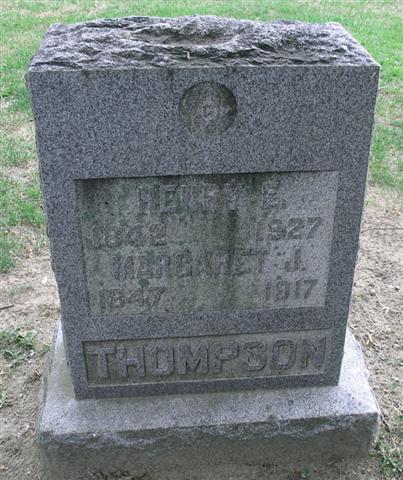 HENRY E.
1842 1927
MARGARET J.
1847 1917
THOMPSON